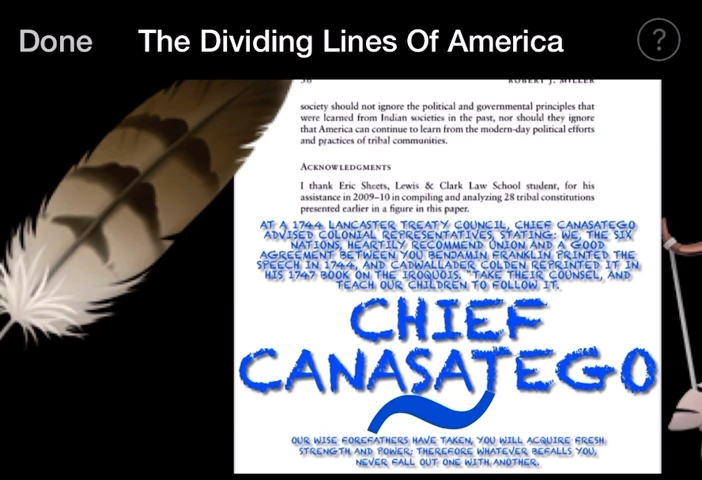 Done The Dividing Lines Of America ?
36 ROBERT J. MILLER
society should not ignore the political and governmental principles that
were learned from Indian societies in the past, nor should they ignore
that America can continue to learn from the modern-day political efforts
and practices of tribal communities.
ACKNOWLEDGMENTS
I thank Eric Sheets, Lewis & Clark Law School student, for his
assistance in 2009–10 in compiling and analyzing 28 tribal constitutions
presented earlier in a figure in this paper.
AT A 1744 LANCASTER TREATY COUNCIL, CHIEF CANASATEGO
ADVISED COLONIAL REPRESENTATIVES, STATING: WE, THE SIX
NATIONS, HEARTILY RECOMMEND UNION AND A GOOD
AGREEMENT BETWEEN YOU BENJAMIN FRANKLIN PRINTED THE
SPEECH IN 1744, AND CADWALLADER COLDEN REPRINTED IT IN
HIS 1747 BOOK ON THE IROQUOIS. "TAKE THEIR COUNSEL, AND
TEACH OUR CHILDREN TO FOLLOW IT.
CHIEF
CANASATEGO
~
OUR WISE FOREFATHERS HAVE TAKEN, YOU WILL ACQUIRE FRESH
STRENGTH AND POWER; THEREFORE WHATEVER BEFALLS YOU,
NEVER FALL OUT ONE WITH ANOTHER.